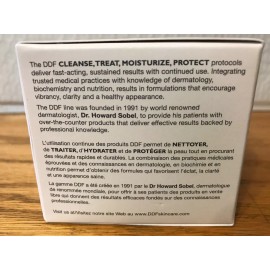 The DDF CLEANSE, TREAT, MOISTURIZE, PROTECT protocols
deliver fast-acting, sustained results with continued use. Integrating
trusted medical practices with knowledge of dermatology,
biochemistry and nutrition, results in formulations that encourage
vibrancy, clarity and a healthy appearance.
The DDF line was founded in 1991 by world renowned
dermatologist, Dr. Howard Sobel, to provide his patients with
over-the-counter products that deliver effective results backed by
professional knowledge.
L'utilisation continue des produits DDF permet de NETTOYER,
de TRAITER, d'HYDRATER et de PROTÉGER la peau tout en procurant
des résultats rapides et durables. La combinaison des pratiques médicales
éprouvées et des connaissances en dermatologie, en biochimie et en
nutrition permet d'obtenir des formules qui favorisent l'éclat, la clarté
et une apparence saine.
La gamme DDF a été créée en 1991 par le Dr Howard Sobel, dermatologue
de renommée mondiale, pour offrir à ses patients des produits en vente
libre qui donnent des résultats efficaces fondés sur des connaissances
professionnelles.
Visit us at/Visitez notre site Web au www.DDFskincare.com